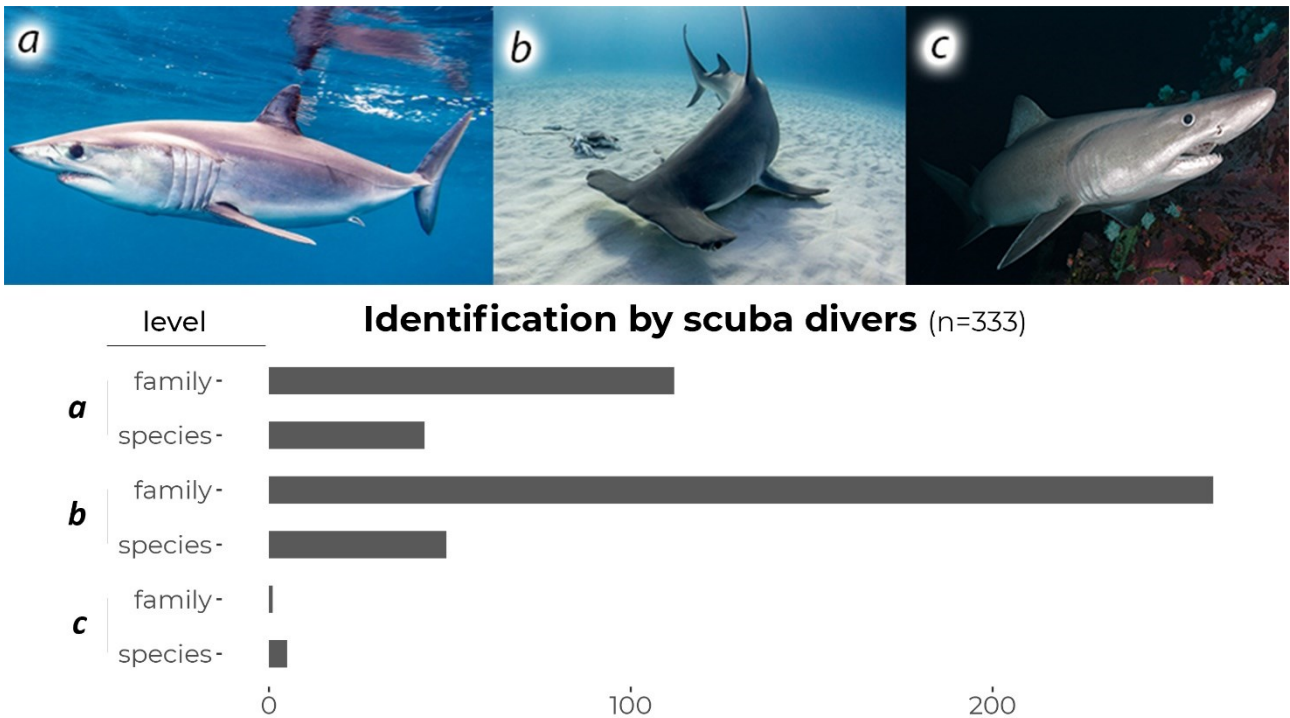 a
b
c
level
Identification by scuba divers (n=333)
family
a
species
family
b
species
family
c
species
0 100 200